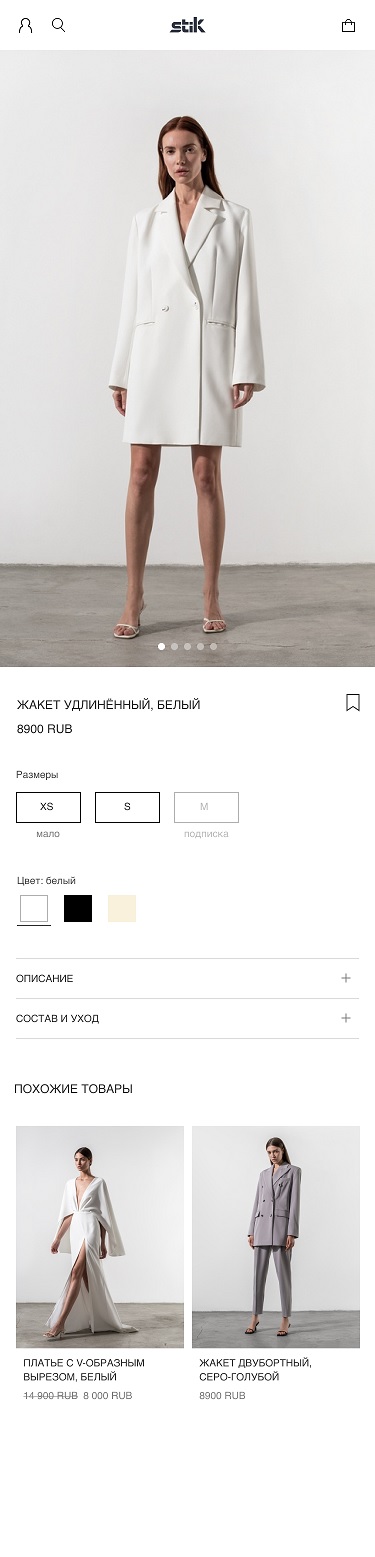 stik
ЖАКЕТ УДЛИНЁННЫЙ, БЕЛЫЙ
8900 RUB
Размеры
XS S M
мало подписка
Цвет: белый
ОПИСАНИЕ
СОСТАВ И УХОД
ПОХОЖИЕ ТОВАРЫ
ПЛАТЬЕ С V-ОБРАЗНЫМ
ВЫРЕЗОМ, БЕЛЫЙ
14 900 RUB 8 000 RUB
ЖАКЕТ ДВУБОРТНЫЙ,
СЕРО-ГОЛУБОЙ
8900 RUB